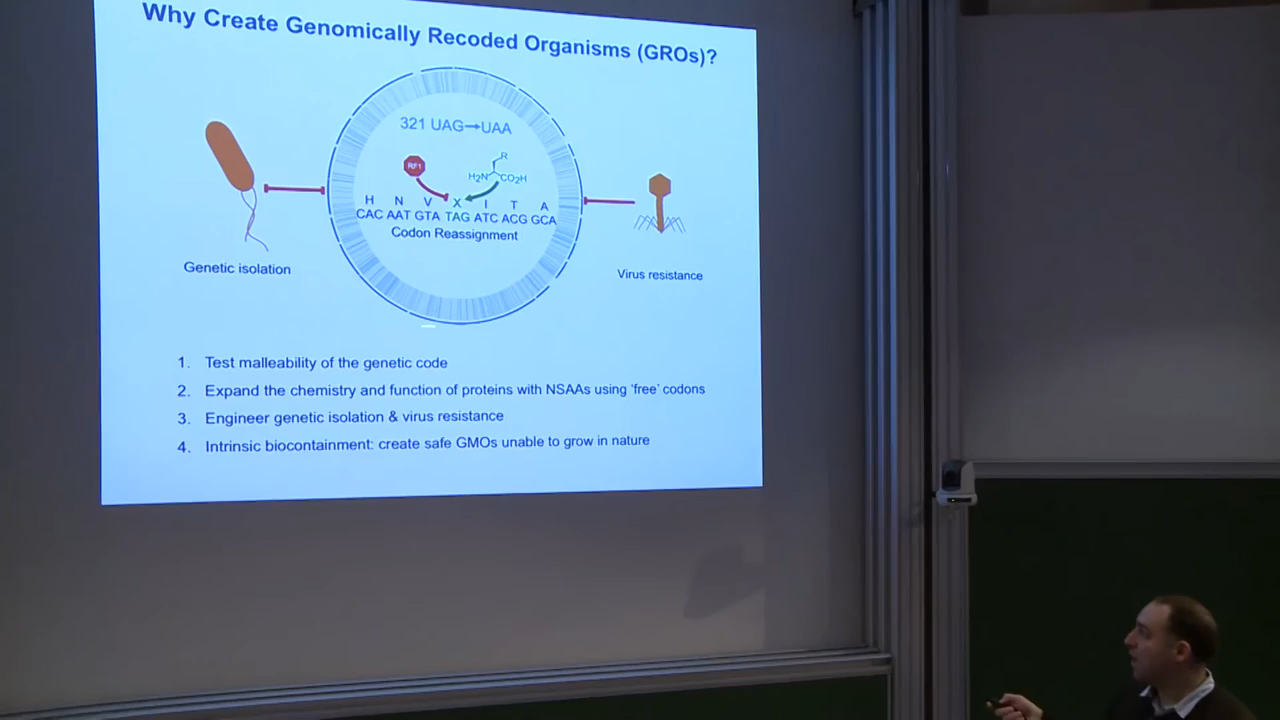 Why Create Genomically Recoded Organisms (GROs)?
321 UAG→UAA
RF1
R
H₂N CO₂H
H N V X I T A
CAC AAT GTA TAG ATC ACG GCA
Codon Reassignment
Genetic isolation
Virus resistance
1. Test malleability of the genetic code
2. Expand the chemistry and function of proteins with NSAAs using 'free' codons
3. Engineer genetic isolation & virus resistance
4. Intrinsic biocontainment: create safe GMOs unable to grow in nature